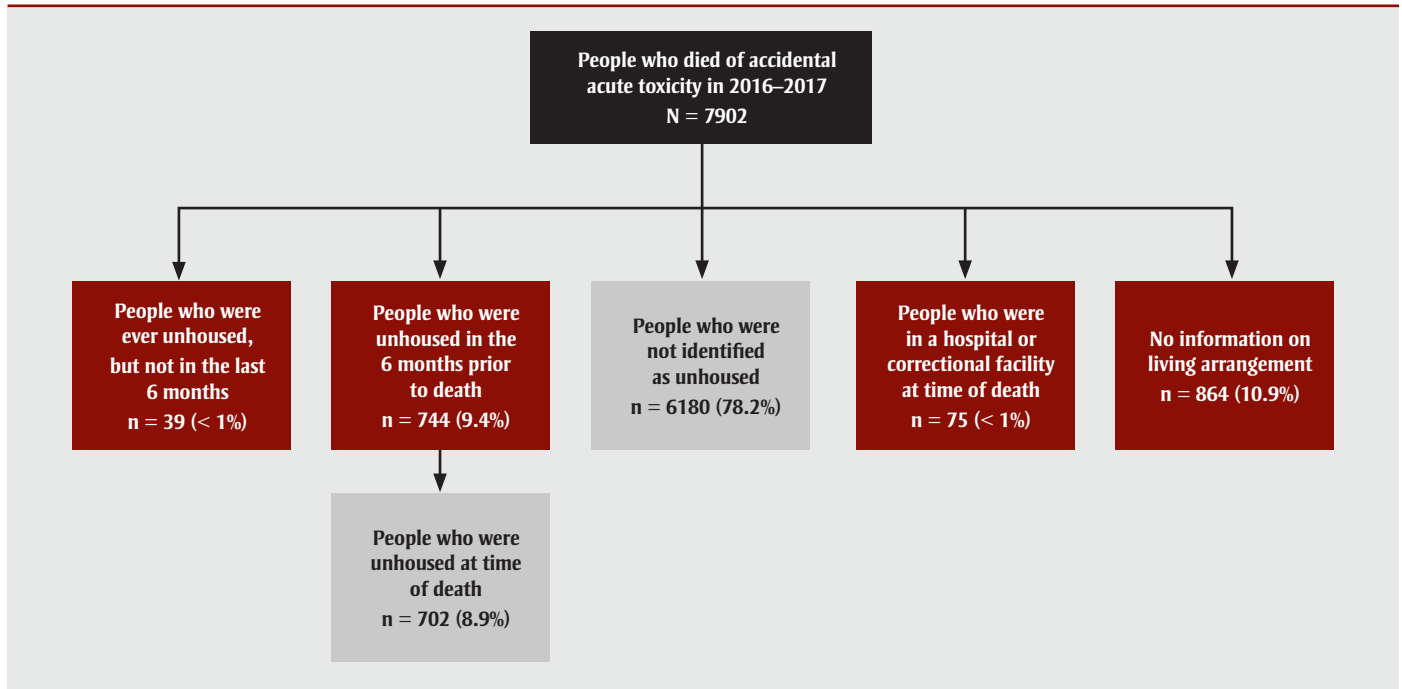 People who died of accidental
acute toxicity in 2016–2017
N = 7902
People who were
ever unhoused,
but not in the last
6 months
n = 39 (< 1%)
People who were
unhoused in the
6 months prior
to death
n = 744 (9.4%)
People who were
not identified
as unhoused
n = 6180 (78.2%)
People who were
in a hospital or
correctional facility
at time of death
n = 75 (< 1%)
No information on
living arrangement
n = 864 (10.9%)
People who were
unhoused at time
of death
n = 702 (8.9%)